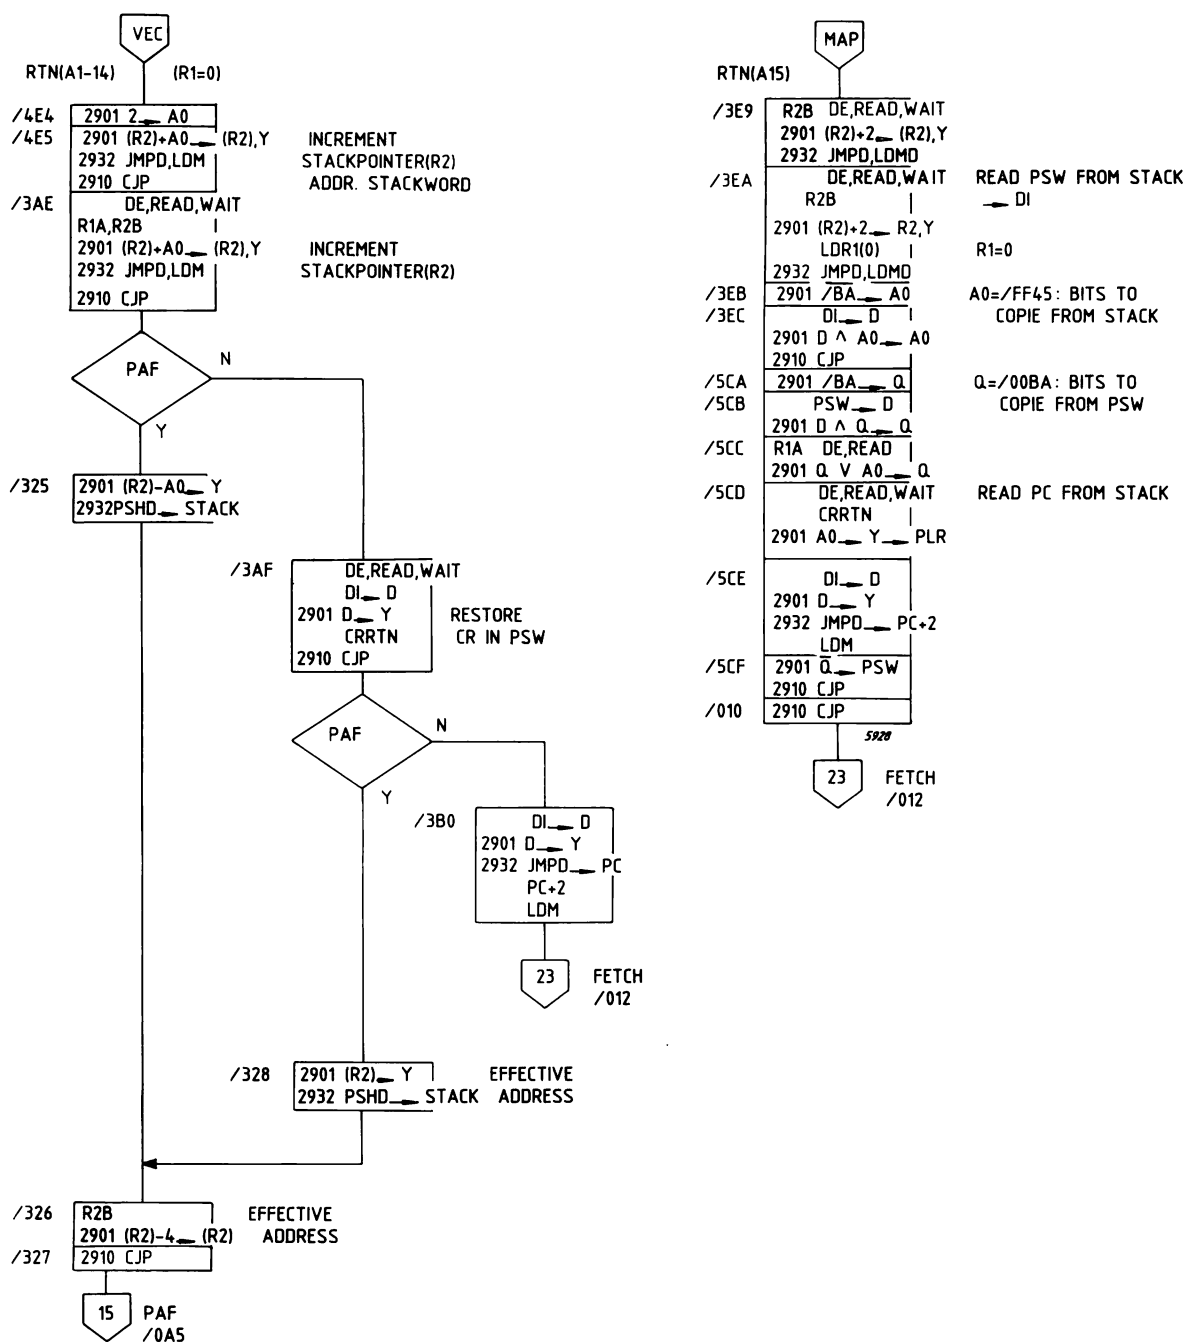 VEC
RTN(A1-14) (R1=0)
/4E4 2901 2 → A0
/4E5 2901 (R2)+A0 → (R2),Y INCREMENT
2932 JMPD,LDM STACKPOINTER(R2)
2910 CJP ADDR. STACKWORD
/3AE DE,READ,WAIT
R1A,R2B
2901 (R2)+A0 → (R2),Y INCREMENT
2932 JMPD,LDM STACKPOINTER(R2)
2910 CJP
PAF
N
Y
/325 2901 (R2)-A0 → Y
2932PSHD → STACK
/3AF DE,READ,WAIT
DI → D
2901 D → Y RESTORE
CRRTN CR IN PSW
2910 CJP
PAF
N
Y
/3B0 DI → D
2901 D → Y
2932 JMPD → PC
PC+2
LDM
23 FETCH
/012
/328 2901 (R2) → Y EFFECTIVE
2932 PSHD → STACK ADDRESS
/326 R2B EFFECTIVE
2901 (R2)-4 → (R2) ADDRESS
/327 2910 CJP
15 PAF
/0A5
MAP
RTN(A15)
/3E9 R2B DE,READ,WAIT
2901 (R2)+2 → (R2),Y
2932 JMPD,LDMD
/3EA DE,READ,WAIT READ PSW FROM STACK
R2B → DI
2901 (R2)+2 → R2,Y
LDR1(0) R1=0
2932 JMPD,LDMD
/3EB 2901 /BA → A0 A0=/FF45: BITS TO
/3EC DI → D COPIE FROM STACK
2901 D ^ A0 → A0
2910 CJP
/5CA 2901 /BA → Q Q=/00BA: BITS TO
/5CB PSW → D COPIE FROM PSW
2901 D ^ Q → Q
/5CC R1A DE,READ
2901 Q V A0 → Q
/5CD DE,READ,WAIT READ PC FROM STACK
CRRTN
2901 A0 → Y → PLR
/5CE DI → D
2901 D → Y
2932 JMPD → PC+2
LDM
/5CF 2901 Q → PSW
2910 CJP
/010 2910 CJP
5928
23 FETCH
/012